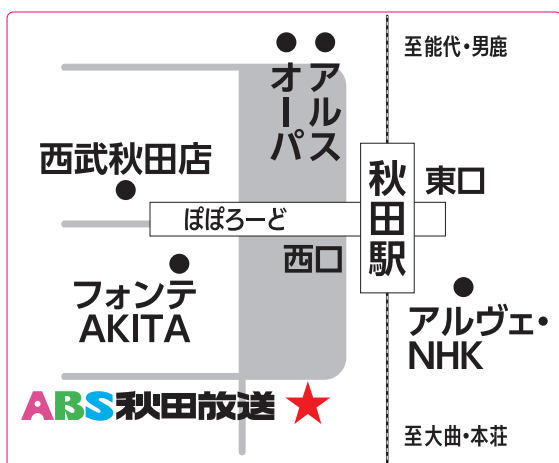 至能代・男鹿
アルス
オーパ
西武秋田店
秋田駅
東口
ぽぽろーど
西口
フォンテ
AKITA
アルヴェ・
NHK
ABS秋田放送
至大曲・本荘